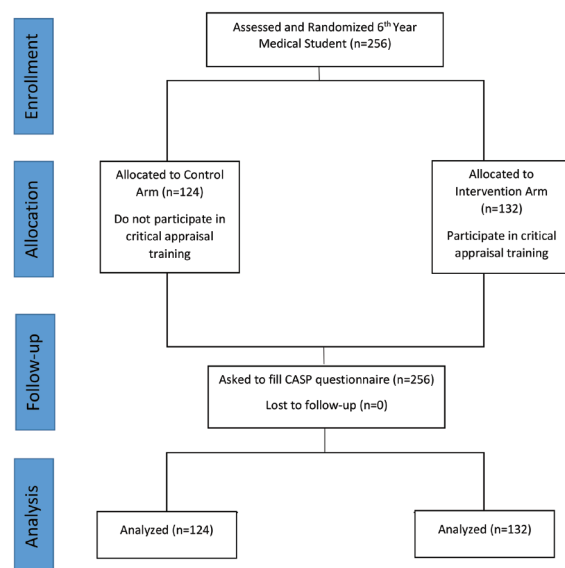 Enrollment
Assessed and Randomized 6th Year
Medical Student (n=256)
Allocation
Allocated to Control
Arm (n=124)
Do not participate in
critical appraisal
training
Allocated to
Intervention Arm
(n=132)
Participate in critical
appraisal training
Follow-up
Asked to fill CASP questionnaire (n=256)
Lost to follow-up (n=0)
Analysis
Analyzed (n=124)
Analyzed (n=132)